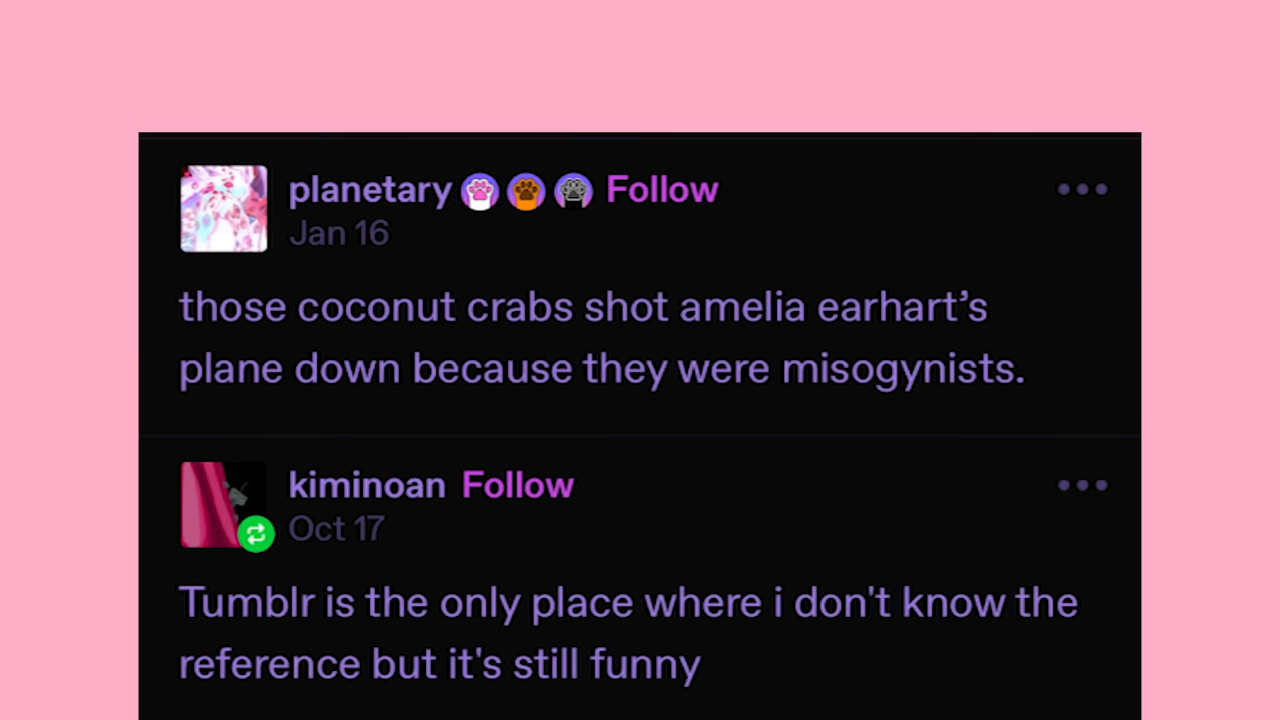 planetary Follow
Jan 16
those coconut crabs shot amelia earhart’s
plane down because they were misogynists.
kiminoan Follow
Oct 17
Tumblr is the only place where i don't know the
reference but it's still funny